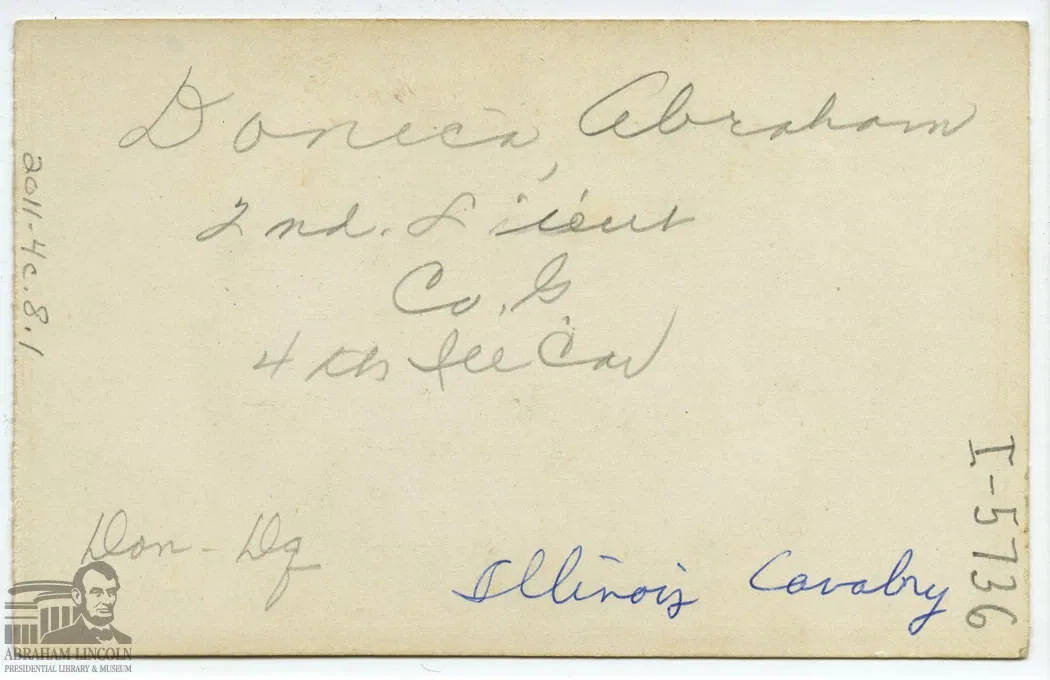 Donica, Abraham
2nd. Lieut
Co. G.
4th Ill Cav
Don - Dq
Illinois Cavalry
2011-4c.8.1
I-5736
ABRAHAM LINCOLN
PRESIDENTIAL LIBRARY & MUSEUM